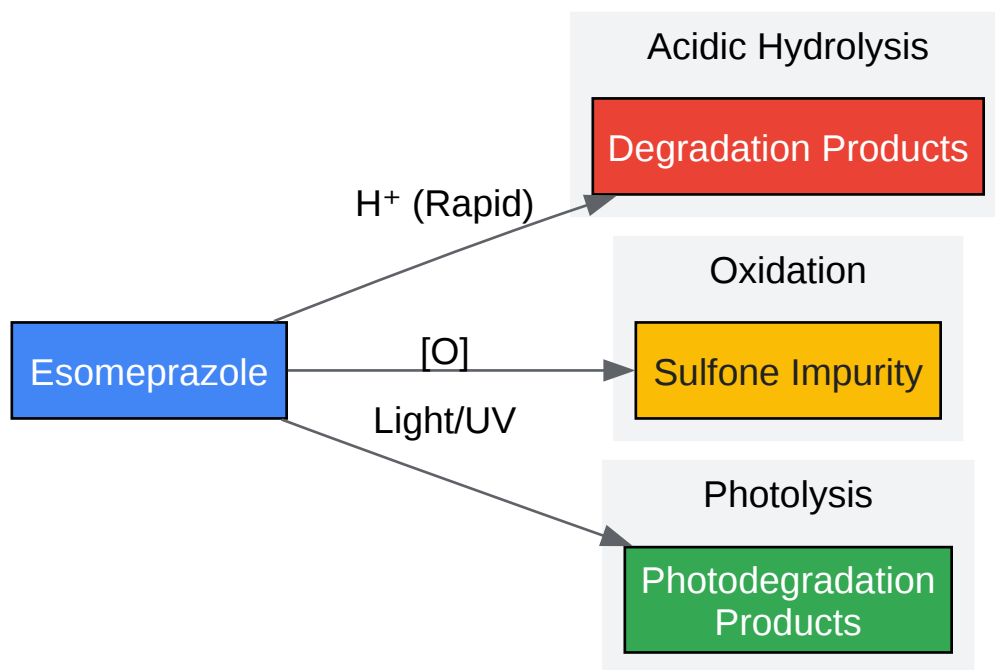 Acidic Hydrolysis
Degradation Products
H⁺ (Rapid)
Oxidation
[O]
Esomeprazole
Sulfone Impurity
Light/UV
Photolysis
Photodegradation
Products